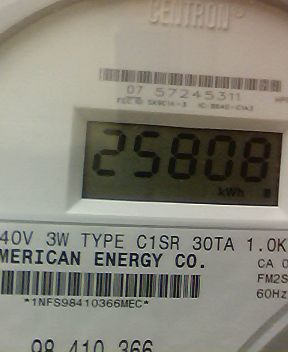 CENTRON®
07 57245311
25808
kWh
40V 3W TYPE C1SR 30TA 1.0K
MERICAN ENERGY CO.
CA 0
FM2S
*1NFS98410366MEC*
60Hz
98 410 366